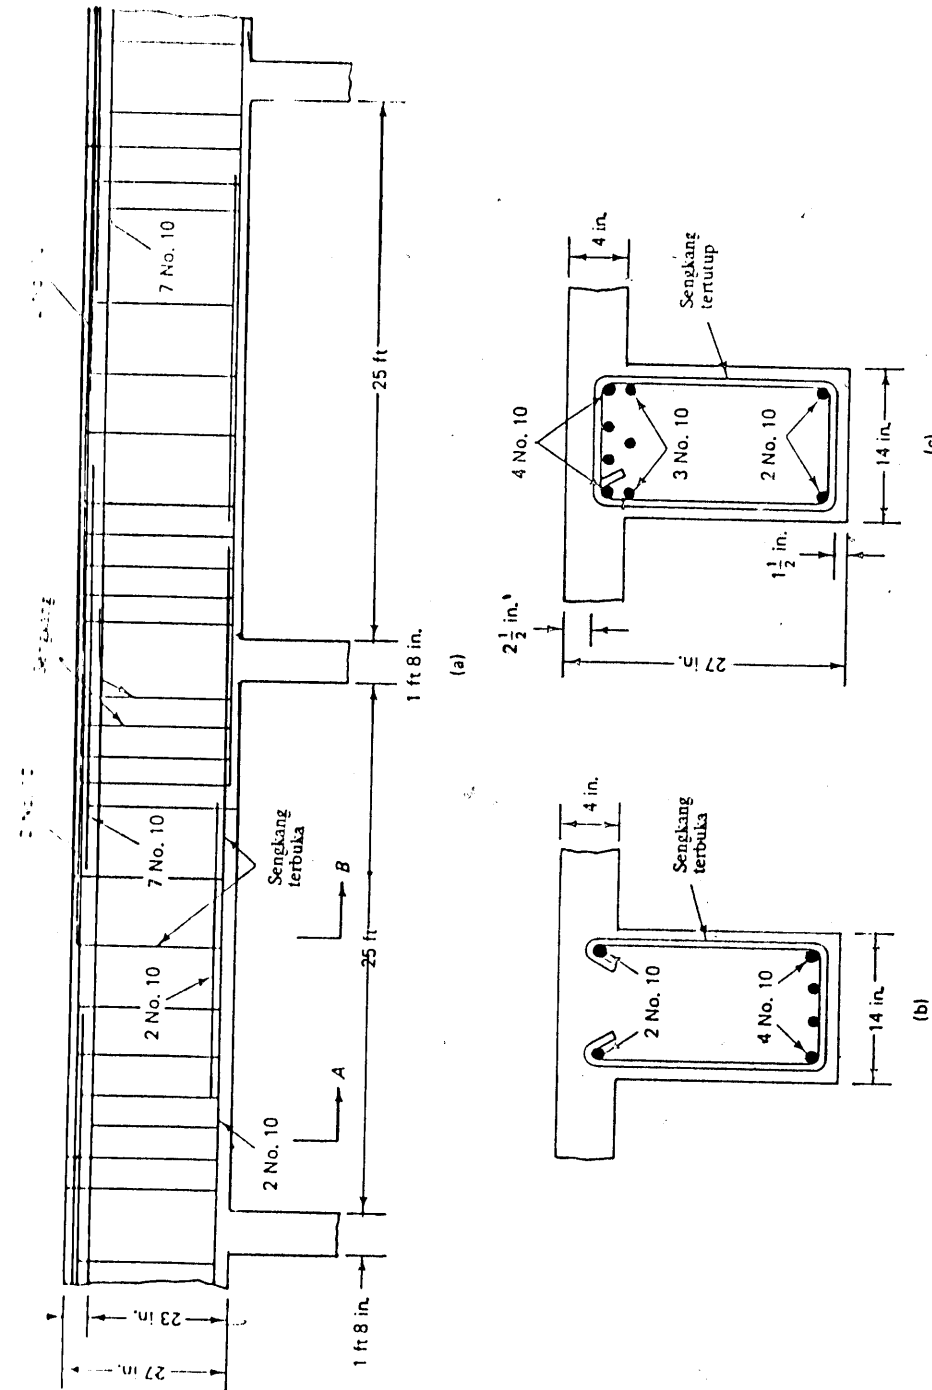 7 No. 10
Sengkang
7 No. 10
2 No. 10
2 No. 10
Sengkang
terbuka
A
B
27 in.
23 in.
1 ft 8 in.
25 ft
1 ft 8 in.
25 ft
(a)
4 in.
Sengkang
terbuka
2 No. 10
4 No. 10
14 in.
(b)
2 1/2 in.
27 in.
1 1/2 in.
4 No. 10
3 No. 10
2 No. 10
14 in.
4 in.
Sengkang
tertutup